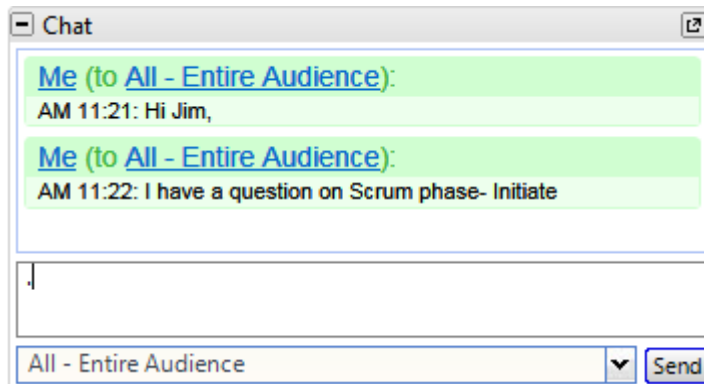 Chat
Me (to All - Entire Audience):
AM 11:21: Hi Jim,
Me (to All - Entire Audience):
AM 11:22: I have a question on Scrum phase- Initiate
.
All - Entire Audience
Send